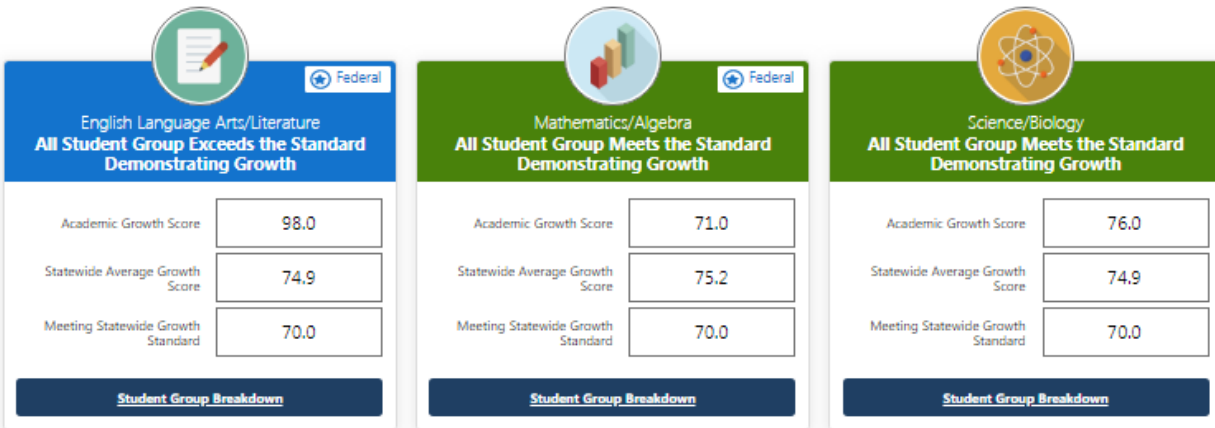 Federal
English Language Arts/Literature
All Student Group Exceeds the Standard
Demonstrating Growth
Academic Growth Score
98.0
Statewide Average Growth
Score
74.9
Meeting Statewide Growth
Standard
70.0
Student Group Breakdown
Federal
Mathematics/Algebra
All Student Group Meets the Standard
Demonstrating Growth
Academic Growth Score
71.0
Statewide Average Growth
Score
75.2
Meeting Statewide Growth
Standard
70.0
Student Group Breakdown
Science/Biology
All Student Group Meets the Standard
Demonstrating Growth
Academic Growth Score
76.0
Statewide Average Growth
Score
74.9
Meeting Statewide Growth
Standard
70.0
Student Group Breakdown